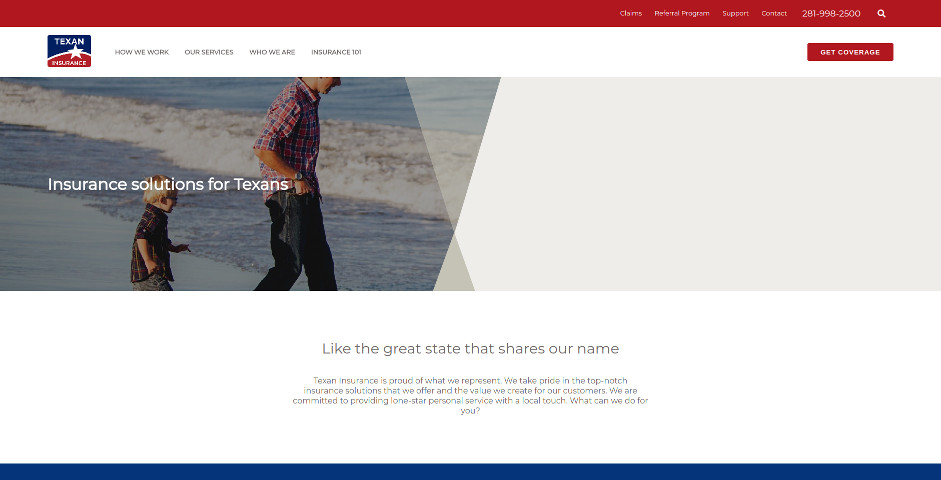 Claims Referral Program Support Contact 281-998-2500
TEXAN
INSURANCE
HOW WE WORK OUR SERVICES WHO WE ARE INSURANCE 101 GET COVERAGE
Insurance solutions for Texans
Like the great state that shares our name
Texan Insurance is proud of what we represent. We take pride in the top-notch
insurance solutions that we offer and the value we create for our customers. We are
committed to providing lone-star personal service with a local touch. What can we do for
you?